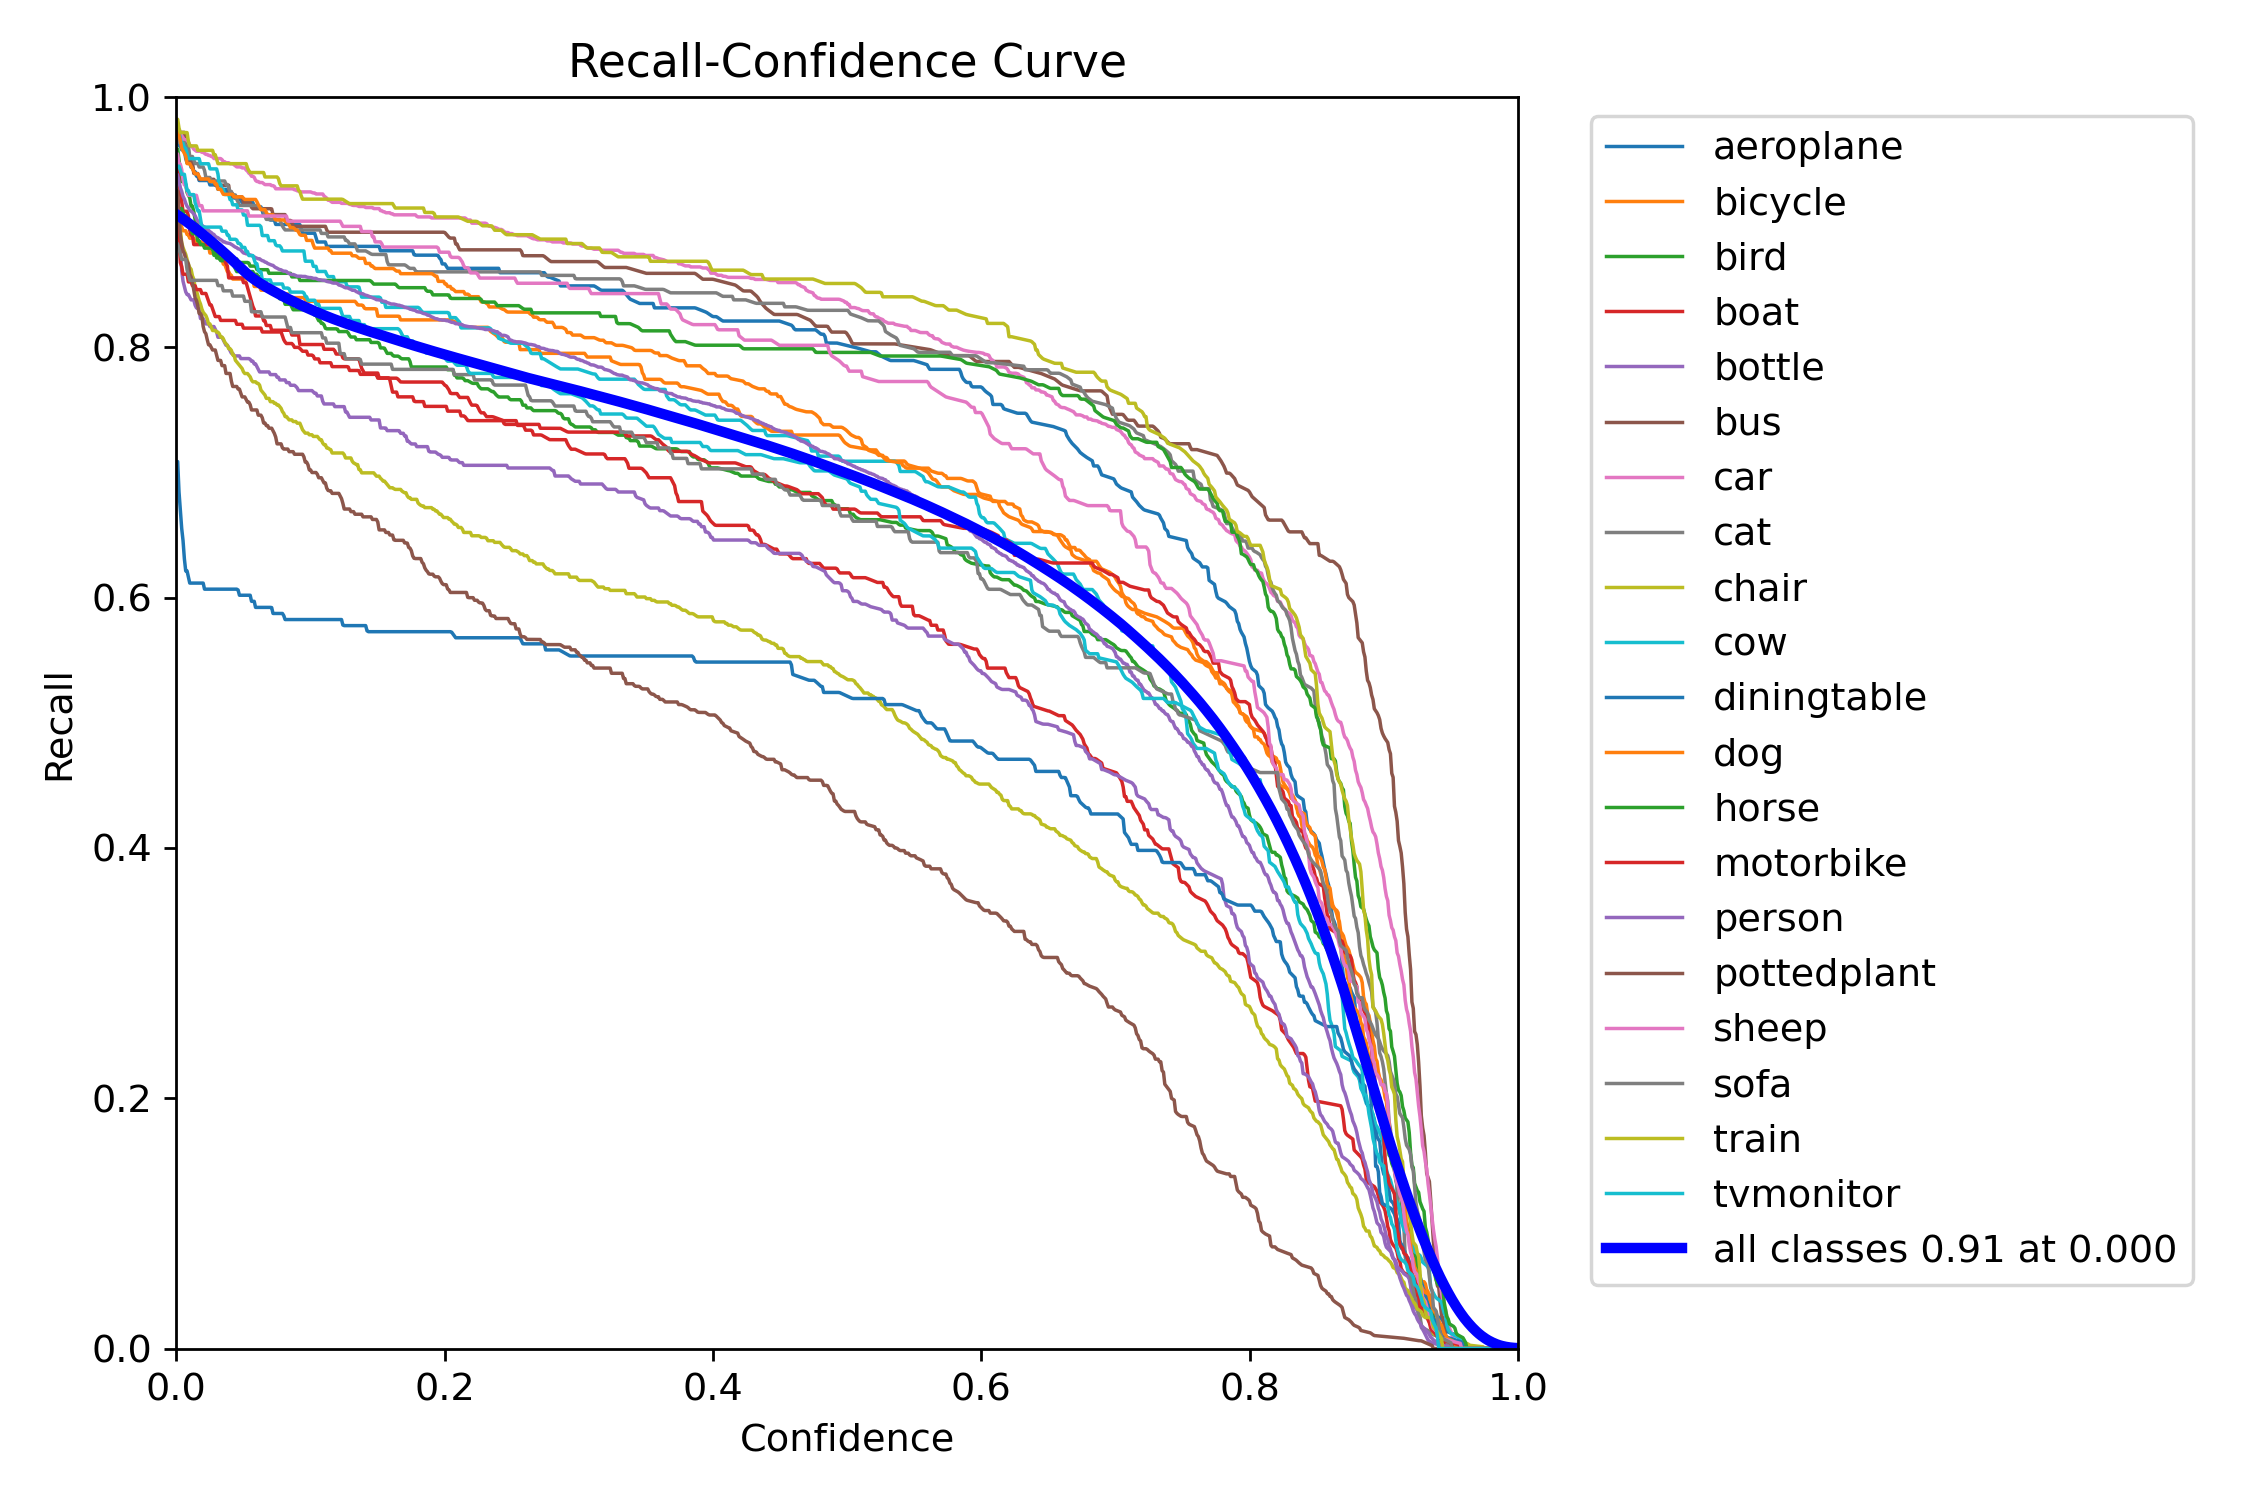 Recall-Confidence Curve
1.0
0.8
0.6
0.4
0.2
0.0
Recall
0.0 0.2 0.4 0.6 0.8 1.0
Confidence
aeroplane
bicycle
bird
boat
bottle
bus
car
cat
chair
cow
diningtable
dog
horse
motorbike
person
pottedplant
sheep
sofa
train
tvmonitor
all classes 0.91 at 0.000